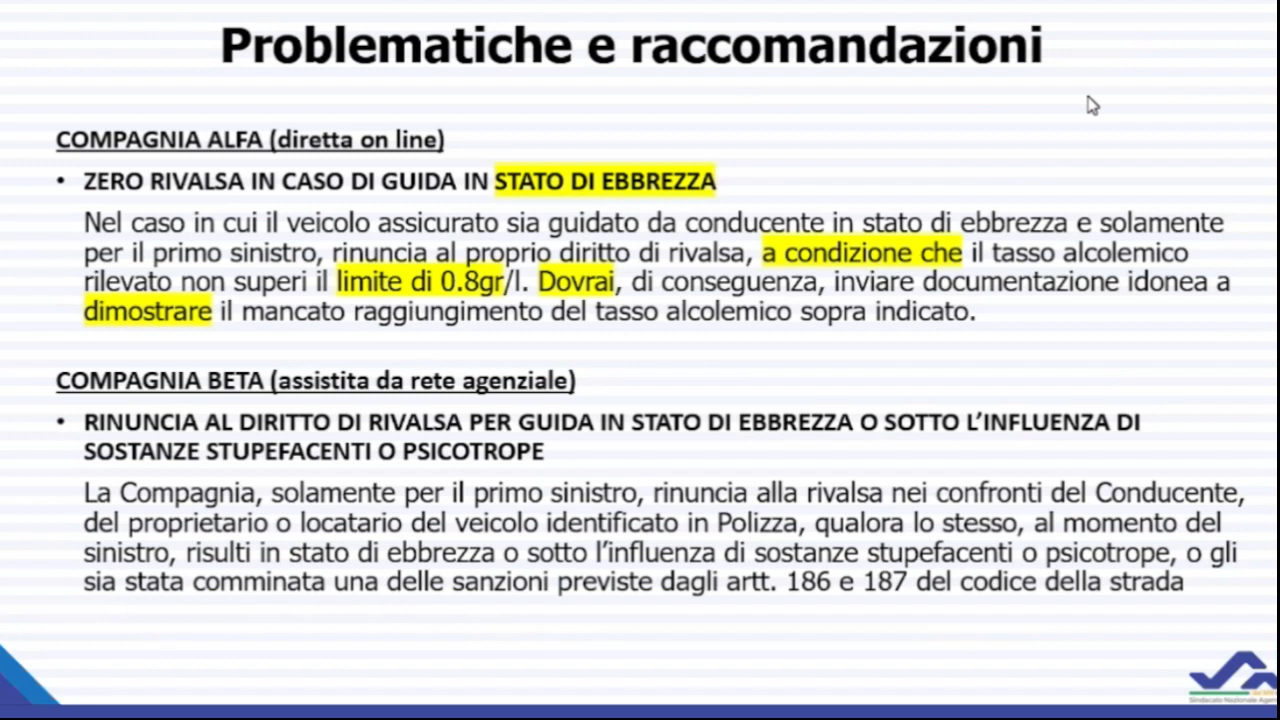 Problematiche e raccomandazioni
COMPAGNIA ALFA (diretta on line)
• ZERO RIVALSA IN CASO DI GUIDA IN STATO DI EBBREZZA
Nel caso in cui il veicolo assicurato sia guidato da conducente in stato di ebbrezza e solamente
per il primo sinistro, rinuncia al proprio diritto di rivalsa, a condizione che il tasso alcolemico
rilevato non superi il limite di 0.8gr/l. Dovrai, di conseguenza, inviare documentazione idonea a
dimostrare il mancato raggiungimento del tasso alcolemico sopra indicato.
COMPAGNIA BETA (assistita da rete agenziale)
• RINUNCIA AL DIRITTO DI RIVALSA PER GUIDA IN STATO DI EBBREZZA O SOTTO L’INFLUENZA DI
SOSTANZE STUPEFACENTI O PSICOTROPE
La Compagnia, solamente per il primo sinistro, rinuncia alla rivalsa nei confronti del Conducente,
del proprietario o locatario del veicolo identificato in Polizza, qualora lo stesso, al momento del
sinistro, risulti in stato di ebbrezza o sotto l’influenza di sostanze stupefacenti o psicotrope, o gli
sia stata comminata una delle sanzioni previste dagli artt. 186 e 187 del codice della strada
Sindacato Nazionale